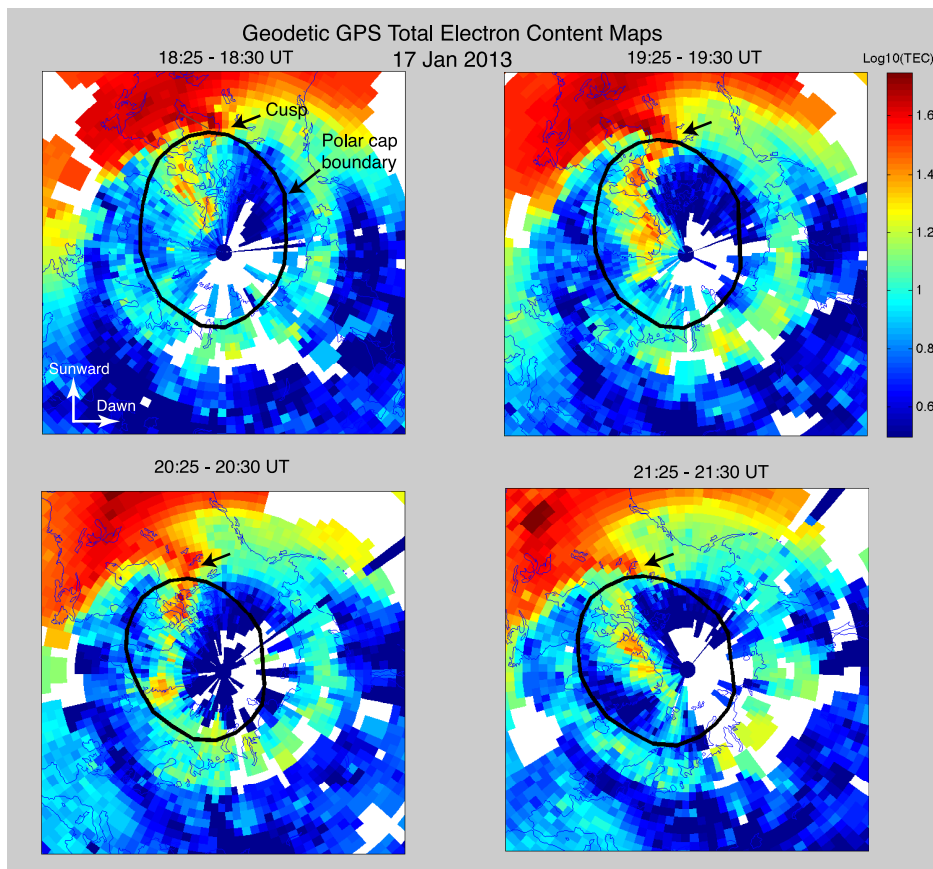 Geodetic GPS Total Electron Content Maps
18:25 - 18:30 UT
17 Jan 2013
19:25 - 19:30 UT
Log10(TEC)
Cusp
Polar cap
boundary
1.6
1.4
1.2
1
0.8
0.6
Sunward
Dawn
20:25 - 20:30 UT
21:25 - 21:30 UT